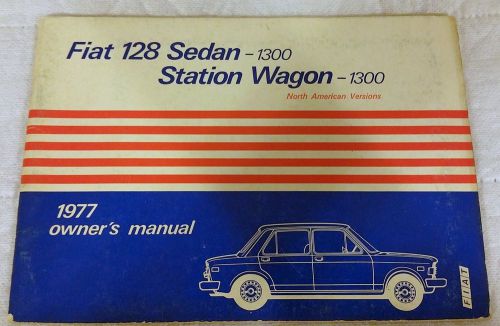 Fiat 128 Sedan - 1300
Station Wagon - 1300
North American Versions
1977
owner's manual
FIAT